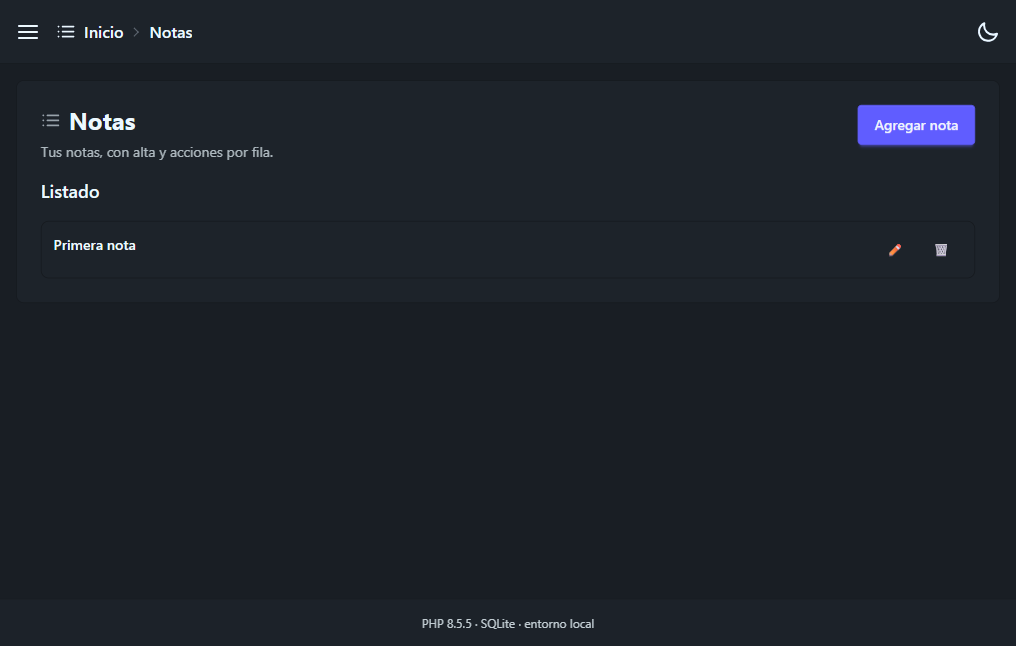 Inicio > Notas
Notas
Agregar nota
Tus notas, con alta y acciones por fila.
Listado
Primera nota
PHP 8.5.5 · SQLite · entorno local